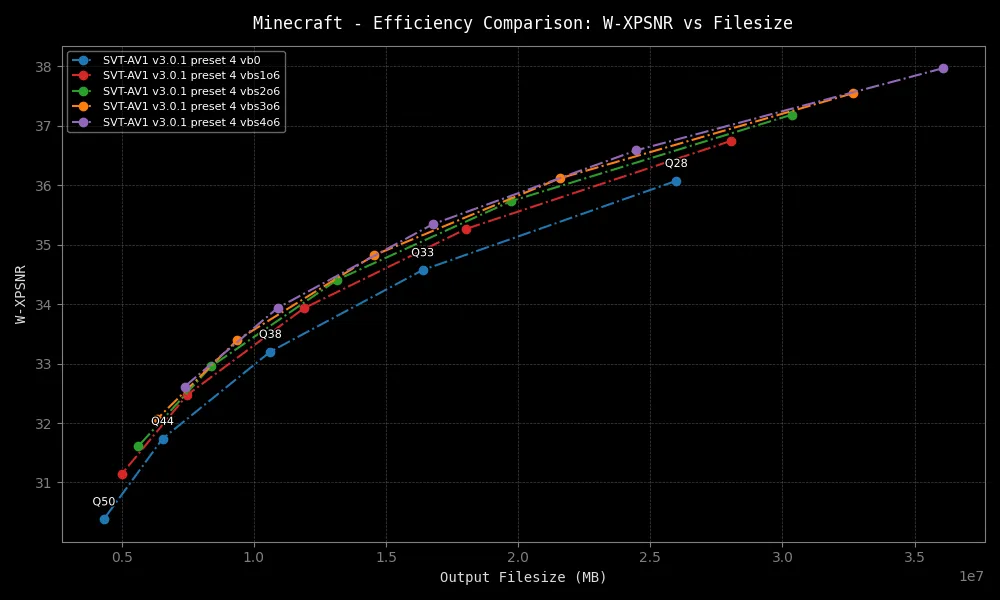 Minecraft - Efficiency Comparison: W-XPSNR vs Filesize
SVT-AV1 v3.0.1 preset 4 vb0
SVT-AV1 v3.0.1 preset 4 vbs1o6
SVT-AV1 v3.0.1 preset 4 vbs2o6
SVT-AV1 v3.0.1 preset 4 vbs3o6
SVT-AV1 v3.0.1 preset 4 vbs4o6
38
37
36
35
34
33
32
31
W-XPSNR
Q28
Q33
Q38
Q44
Q50
0.5
1.0
1.5
2.0
2.5
3.0
3.5
1e7
Output Filesize (MB)